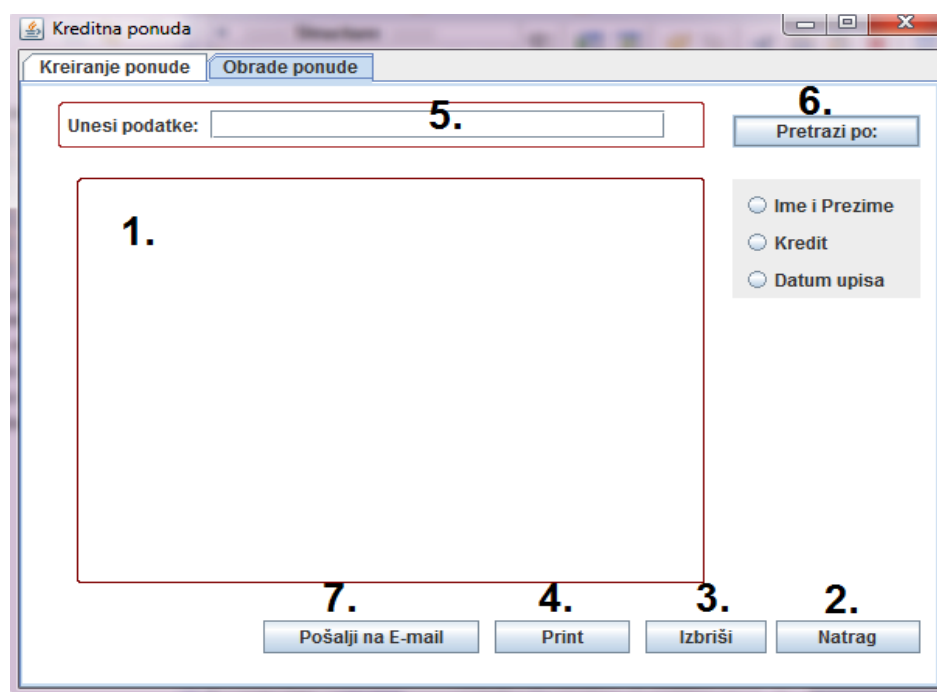 Kreditna ponuda
Kreiranje ponude Obrade ponude
6.
Unesi podatke: 5. Pretrazi po:
1.
Ime i Prezime
Kredit
Datum upisa
7. 4. 3. 2.
Pošalji na E-mail Print Izbriši Natrag